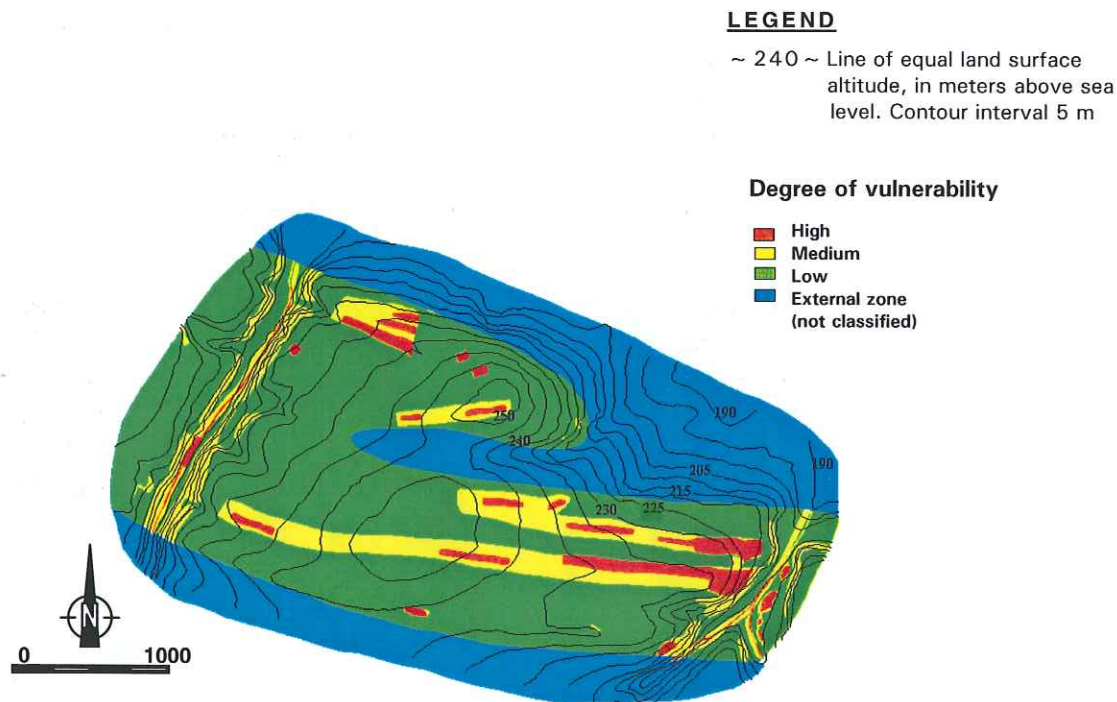 LEGEND
~ 240 ~ Line of equal land surface
altitude, in meters above sea
level. Contour interval 5 m
Degree of vulnerability
High
Medium
Low
External zone
(not classified)
190
250
240
205
190
215
230
225
N
0
1000